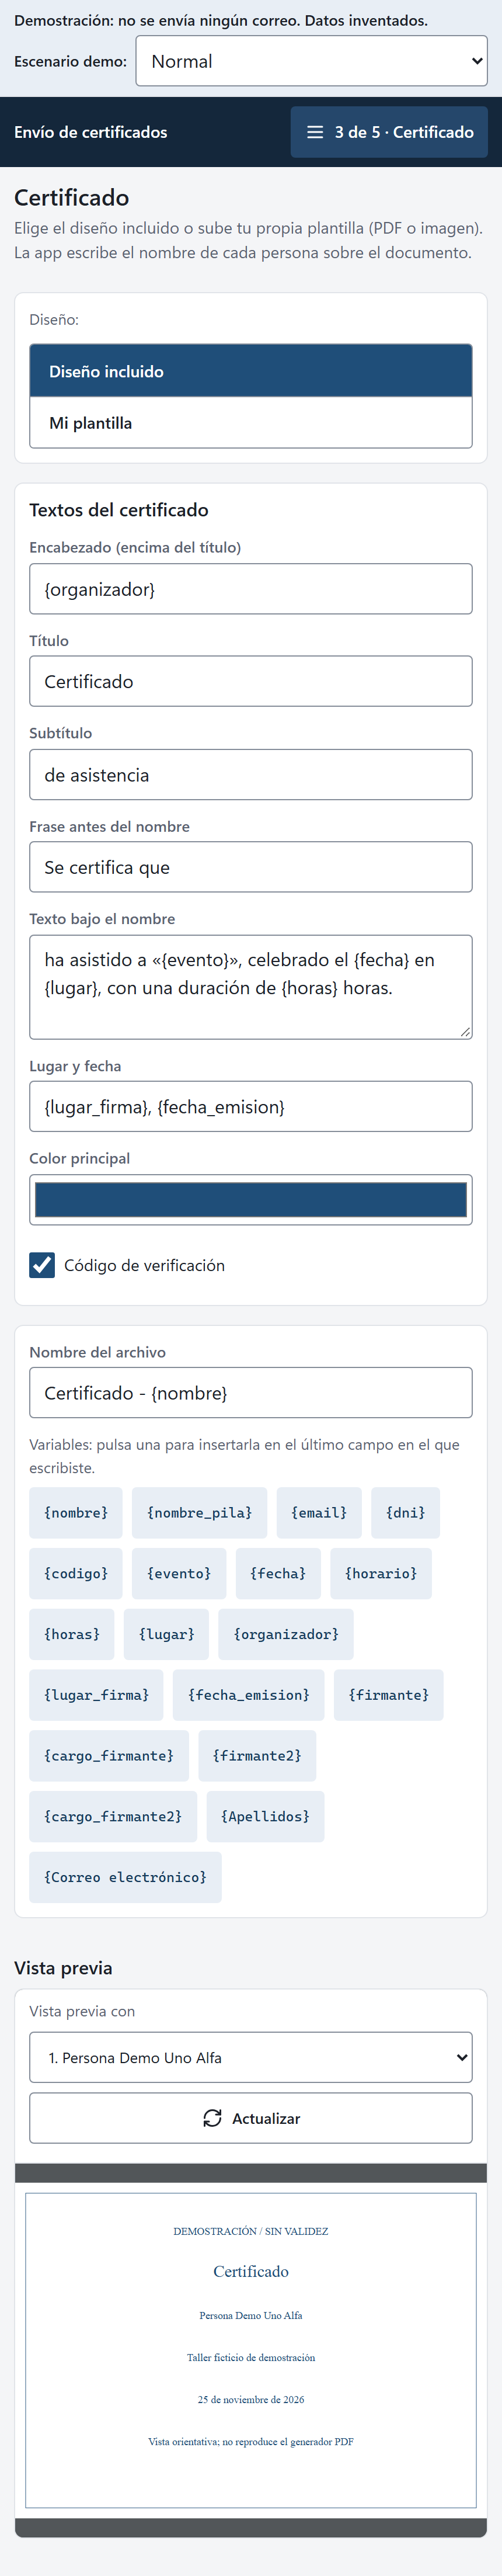 Demostración: no se envía ningún correo. Datos inventados.
Escenario demo: Normal
Envío de certificados
3 de 5 · Certificado
Certificado
Elige el diseño incluido o sube tu propia plantilla (PDF o imagen).
La app escribe el nombre de cada persona sobre el documento.
Diseño:
Diseño incluido
Mi plantilla
Textos del certificado
Encabezado (encima del título)
{organizador}
Título
Certificado
Subtítulo
de asistencia
Frase antes del nombre
Se certifica que
Texto bajo el nombre
ha asistido a «{evento}», celebrado el {fecha} en
{lugar}, con una duración de {horas} horas.
Lugar y fecha
{lugar_firma}, {fecha_emision}
Color principal
Código de verificación
Nombre del archivo
Certificado - {nombre}
Variables: pulsa una para insertarla en el último campo en el que
escribiste.
{nombre} {nombre_pila} {email} {dni}
{codigo} {evento} {fecha} {horario}
{horas} {lugar} {organizador}
{lugar_firma} {fecha_emision} {firmante}
{cargo_firmante} {firmante2}
{cargo_firmante2} {Apellidos}
{Correo electrónico}
Vista previa
Vista previa con
1. Persona Demo Uno Alfa
Actualizar
DEMOSTRACIÓN / SIN VALIDEZ
Certificado
Persona Demo Uno Alfa
Taller ficticio de demostración
25 de noviembre de 2026
Vista orientativa; no reproduce el generador PDF